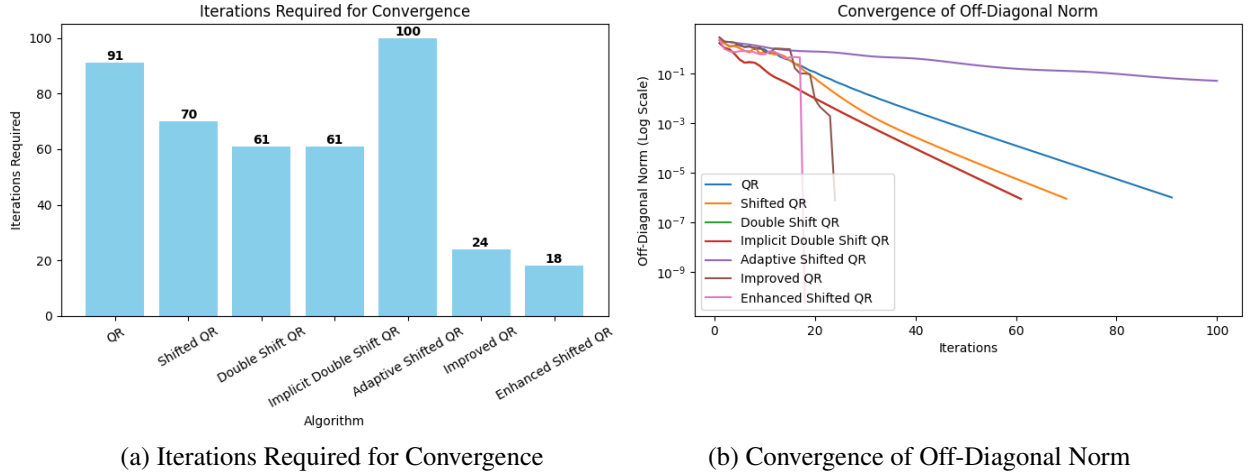 Iterations Required for Convergence
Iterations Required
100
80
60
40
20
0
91
70
61
61
100
24
18
QR
Shifted QR
Double Shift QR
Implicit Double Shift QR
Adaptive Shifted QR
Improved QR
Enhanced Shifted QR
Algorithm
(a) Iterations Required for Convergence
Convergence of Off-Diagonal Norm
Off-Diagonal Norm (Log Scale)
10⁻¹
10⁻³
10⁻⁵
10⁻⁷
10⁻⁹
QR
Shifted QR
Double Shift QR
Implicit Double Shift QR
Adaptive Shifted QR
Improved QR
Enhanced Shifted QR
0
20
40
60
80
100
Iterations
(b) Convergence of Off-Diagonal Norm